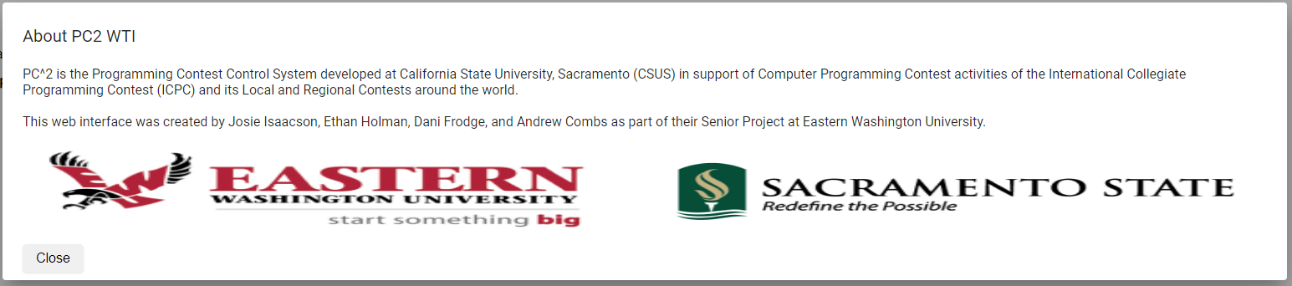 About PC2 WTI
PC^2 is the Programming Contest Control System developed at California State University, Sacramento (CSUS) in support of Computer Programming Contest activities of the International Collegiate
Programming Contest (ICPC) and its Local and Regional Contests around the world.
This web interface was created by Josie Isaacson, Ethan Holman, Dani Frodge, and Andrew Combs as part of their Senior Project at Eastern Washington University.
EWU
EASTERN
WASHINGTON UNIVERSITY
start something big
S
SACRAMENTO STATE
Redefine the Possible
Close